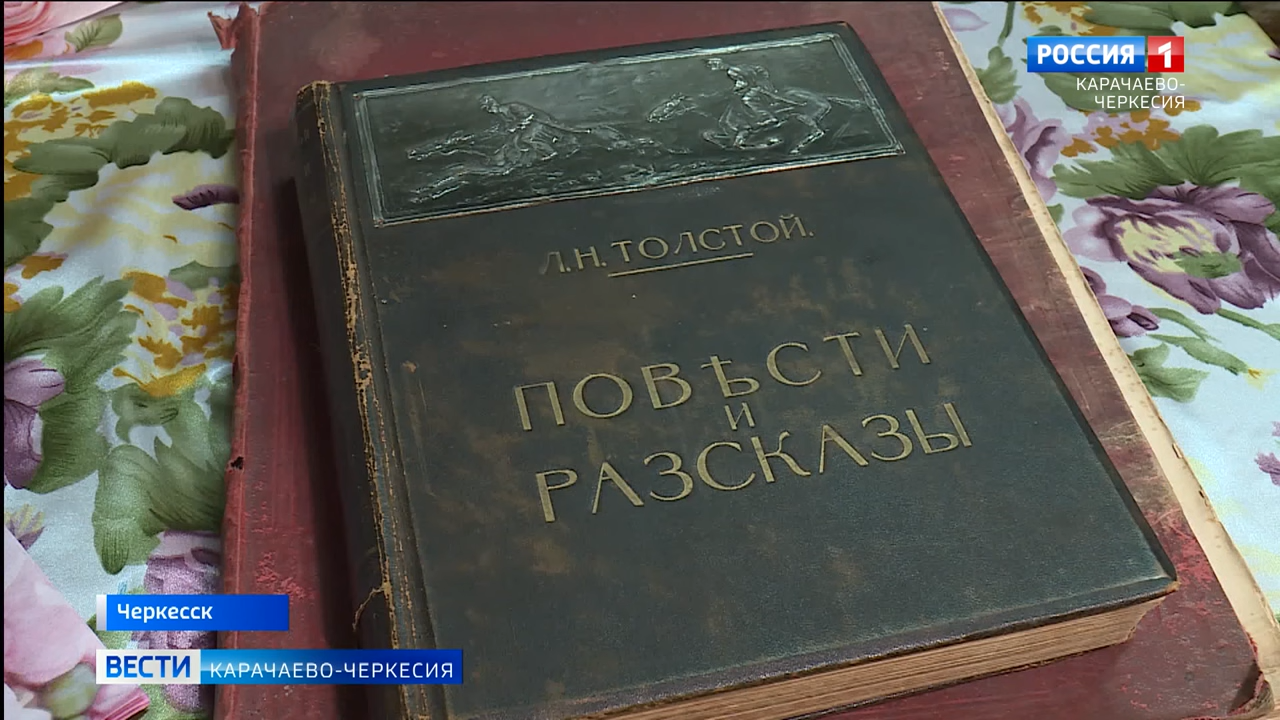 РОССИЯ 1
КАРАЧАЕВО-
ЧЕРКЕСИЯ
Л.Н.ТОЛСТОЙ.
ПОВѢСТИ
И
РАЗСКАЗЫ
Черкесск
ВЕСТИ КАРАЧАЕВО-ЧЕРКЕСИЯ